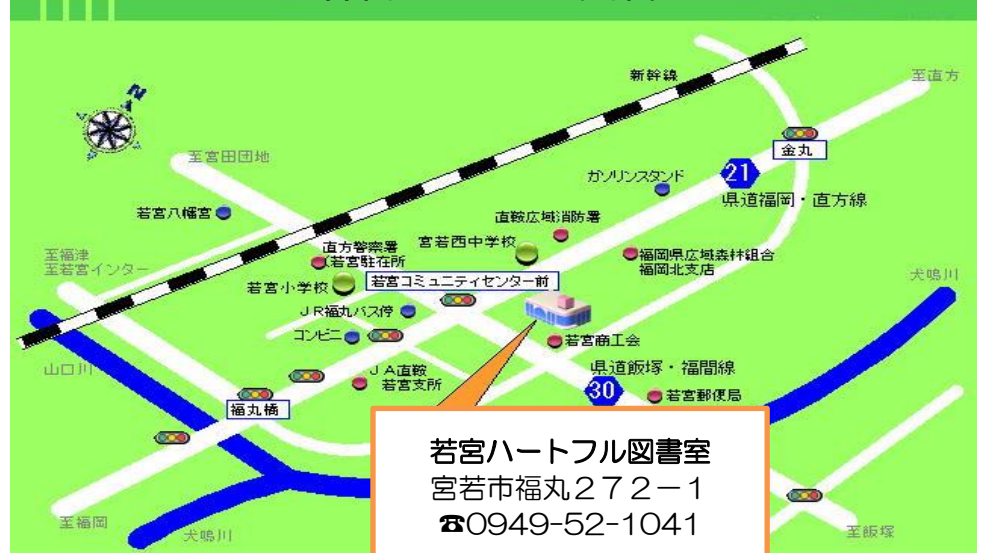 新幹線
至直方
N
金丸
至宮田団地
ガソリンスタンド
21
県道福岡・直方線
若宮八幡宮
直鞍広域消防署
宮若西中学校
直方警察署
若宮駐在所
福岡県広域森林組合
福岡北支店
至福津
至若宮インター
若宮小学校
若宮コミュニティセンター前
犬鳴川
JR福丸バス停
コンビニ
若宮商工会
山口川
JA直鞍
若宮支所
県道飯塚・福間線
30
若宮郵便局
福丸橋
若宮ハートフル図書室
宮若市福丸272-1
☎0949-52-1041
至福岡
犬鳴川
至飯塚